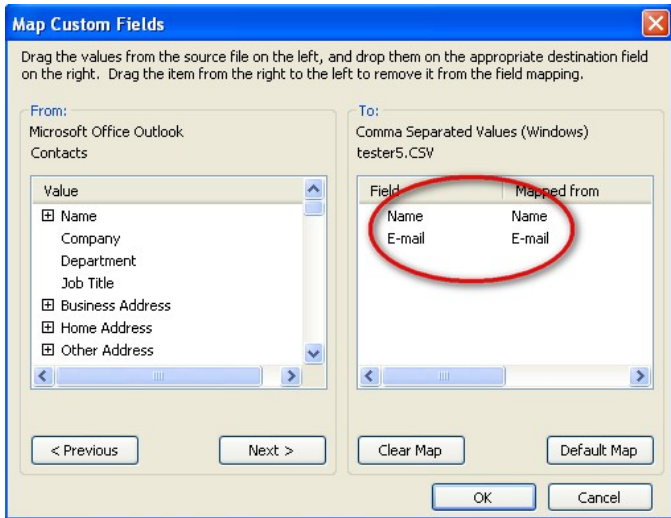 Map Custom Fields
Drag the values from the source file on the left, and drop them on the appropriate destination field
on the right. Drag the item from the right to the left to remove it from the field mapping.
From:
Microsoft Office Outlook
Contacts
Value
Name
Company
Department
Job Title
Business Address
Home Address
Other Address
< Previous
Next >
To:
Comma Separated Values (Windows)
tester5.CSV
Field Mapped from
Name Name
E-mail E-mail
Clear Map
Default Map
OK
Cancel